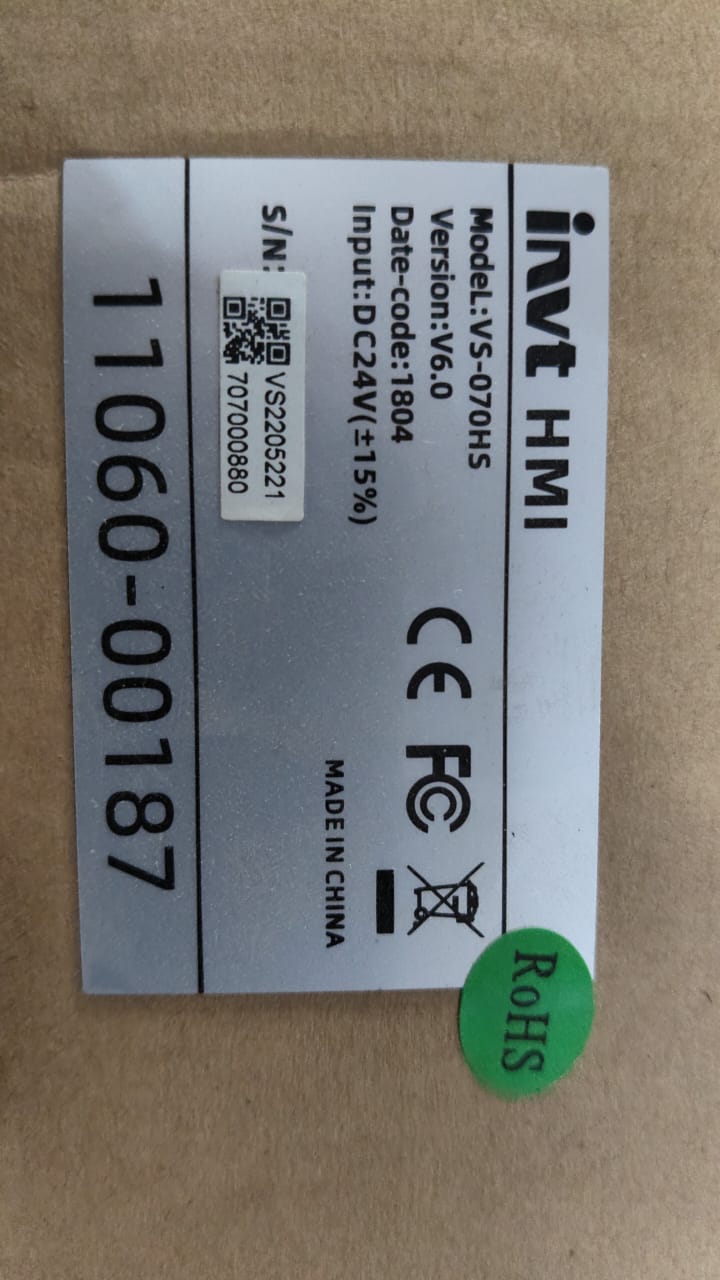 invt HMI
Model:VS-070HS
Version:V6.0
Date-code:1804
Input:DC24V(±15%)
S/N:
VS2205221
707000880
CE FC
MADE IN CHINA
11060-00187
RoHS